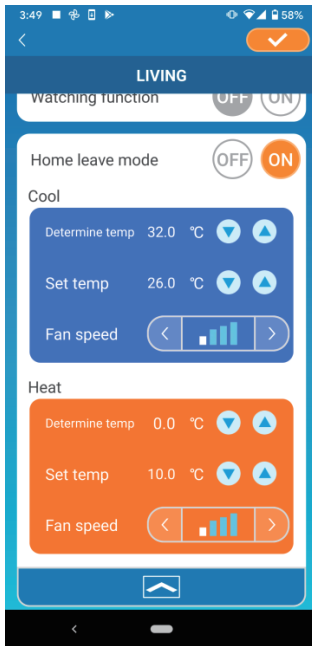 3:49 58%
LIVING
Watching function OFF ON
Home leave mode OFF ON
Cool
Determine temp 32.0 ℃
Set temp 26.0 ℃
Fan speed
Heat
Determine temp 0.0 ℃
Set temp 10.0 ℃
Fan speed